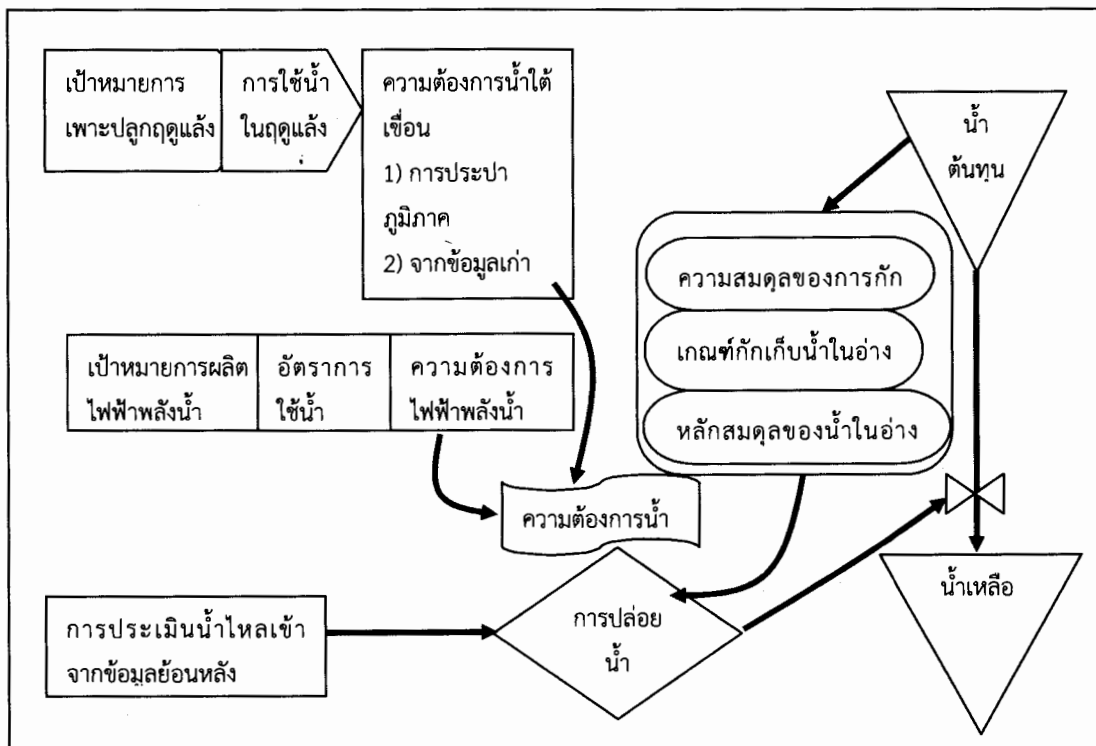 เป้าหมายการ
เพาะปลูกฤดูแล้ง
การใช้น้ำ
ในฤดูแล้ง
ความต้องการน้ำใต้
เขื่อน
1) การประปา
ภูมิภาค
2) จากข้อมูลเก่า
น้ำ
ต้นทุน
ความสมดุลของการกัก
เกณฑ์กักเก็บน้ำในอ่าง
หลักสมดุลของน้ำในอ่าง
เป้าหมายการผลิต
ไฟฟ้าพลังน้ำ
อัตราการ
ใช้น้ำ
ความต้องการ
ไฟฟ้าพลังน้ำ
ความต้องการน้ำ
การประเมินน้ำไหลเข้า
จากข้อมูลย้อนหลัง
การปล่อย
น้ำ
น้ำเหลือ